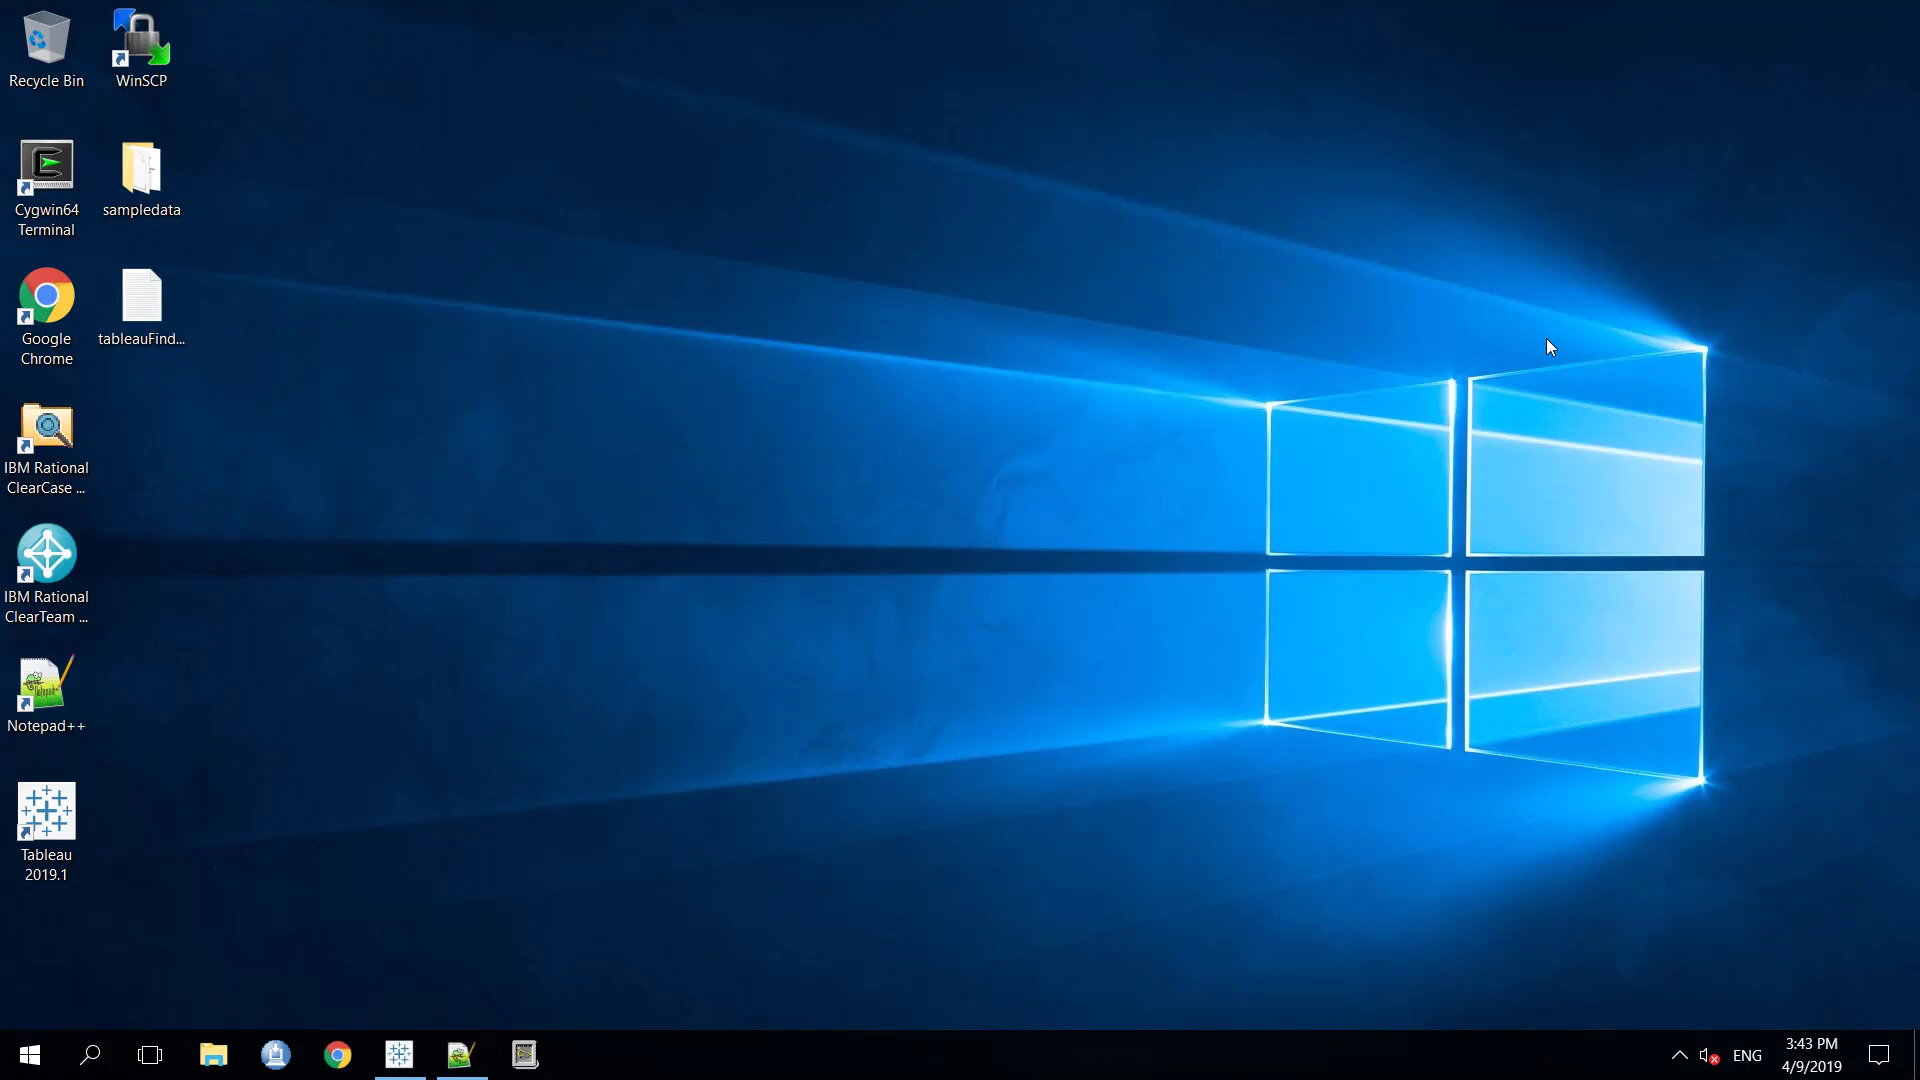 Recycle Bin
WinSCP
Cygwin64
Terminal
sampledata
Google
Chrome
tableauFind...
IBM Rational
ClearCase ...
IBM Rational
ClearTeam ...
Notepad++
Tableau
2019.1
ENG
3:43 PM
4/9/2019